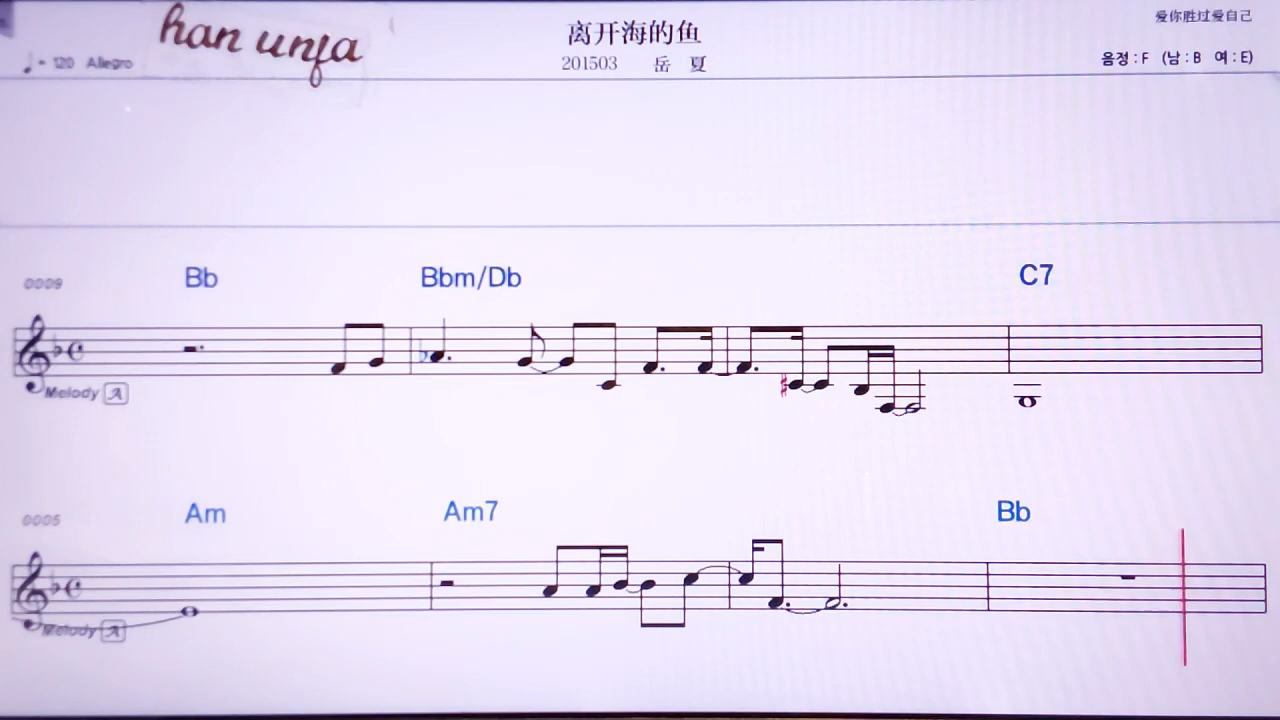 han unja
离开海的鱼
爱你胜过爱自己
♩= 120 Allegro
201503 岳 夏
음정 : F (남 : B 여 : E)
0009
Bb Bbm/Db C7
Melody A
0005
Am Am7 Bb
Melody A